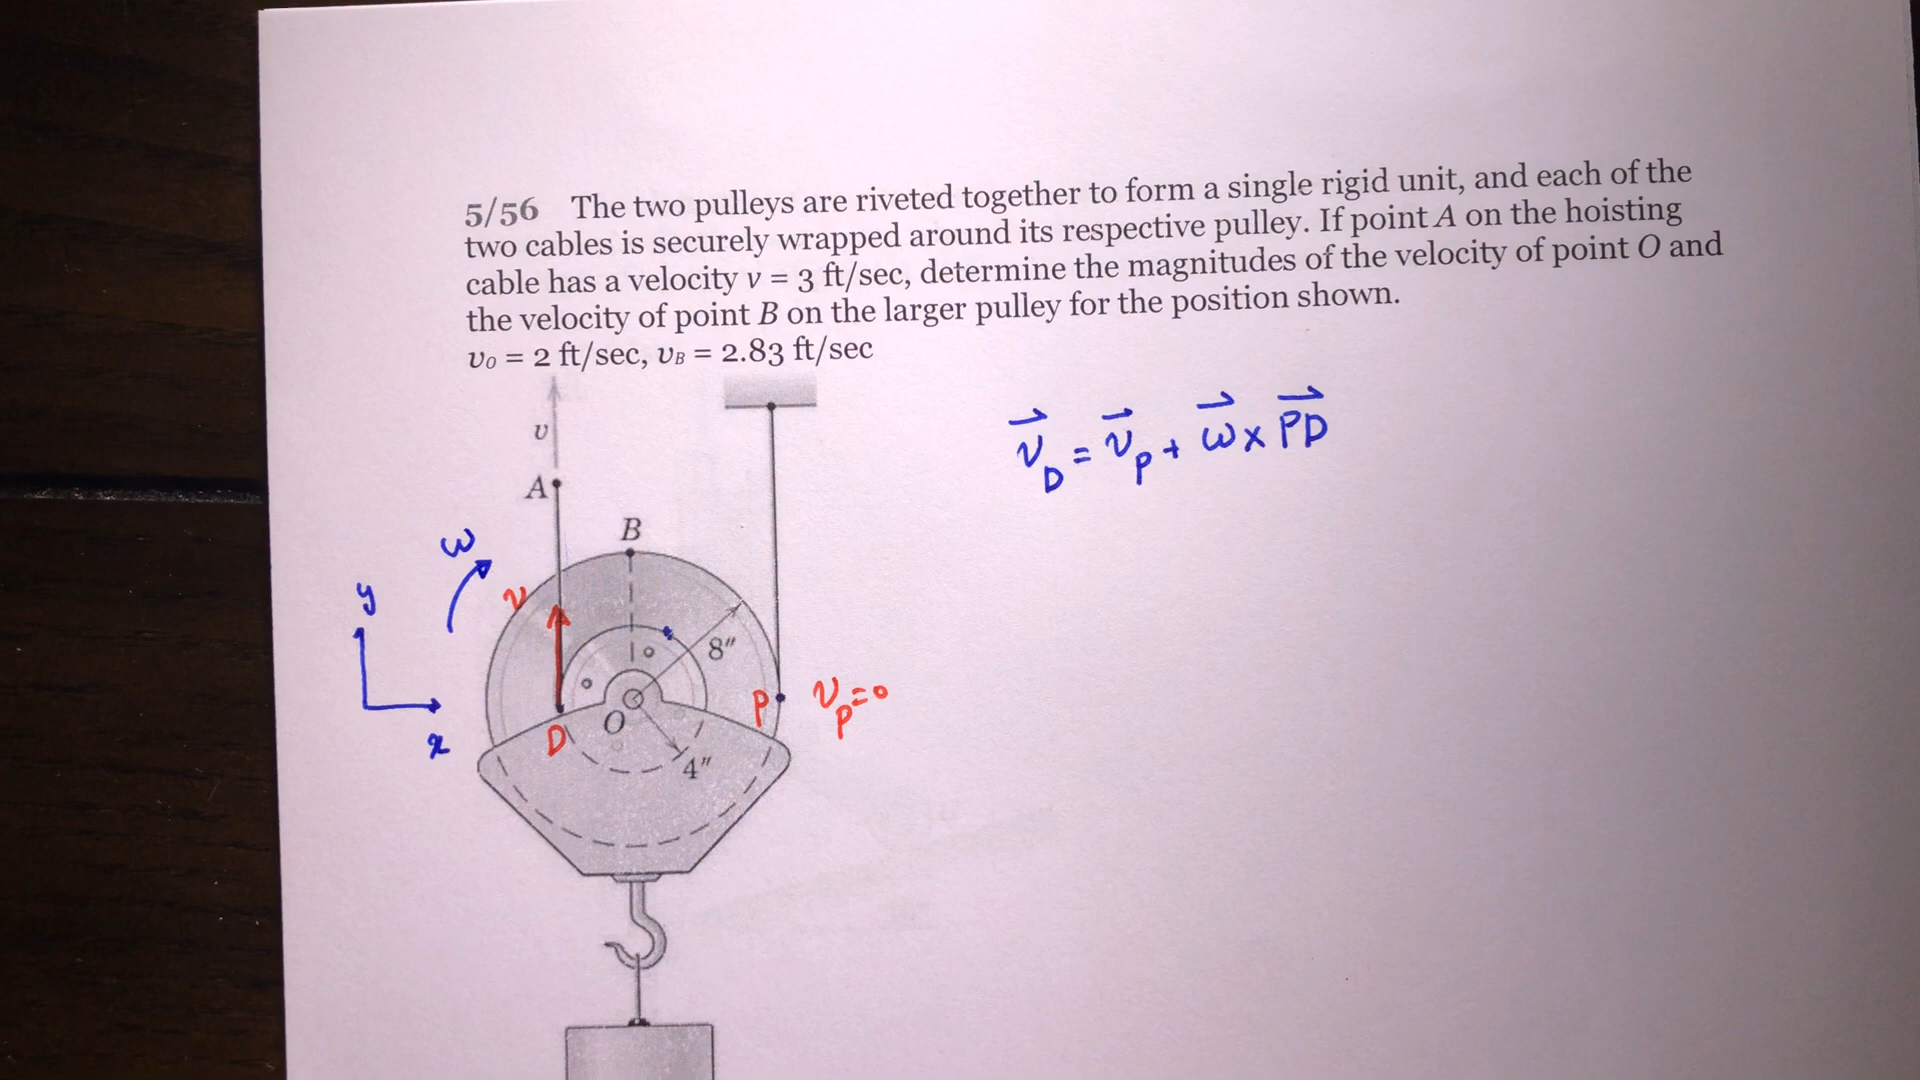 5/56 The two pulleys are riveted together to form a single rigid unit, and each of the
two cables is securely wrapped around its respective pulley. If point A on the hoisting
cable has a velocity v = 3 ft/sec, determine the magnitudes of the velocity of point O and
the velocity of point B on the larger pulley for the position shown.
vO = 2 ft/sec, vB = 2.83 ft/sec
v⃗_D = v⃗_P + ω⃗ × P⃗D⃗
v
A
B
ω
y
v
8"
P
v_P = 0
O
D
x
4"